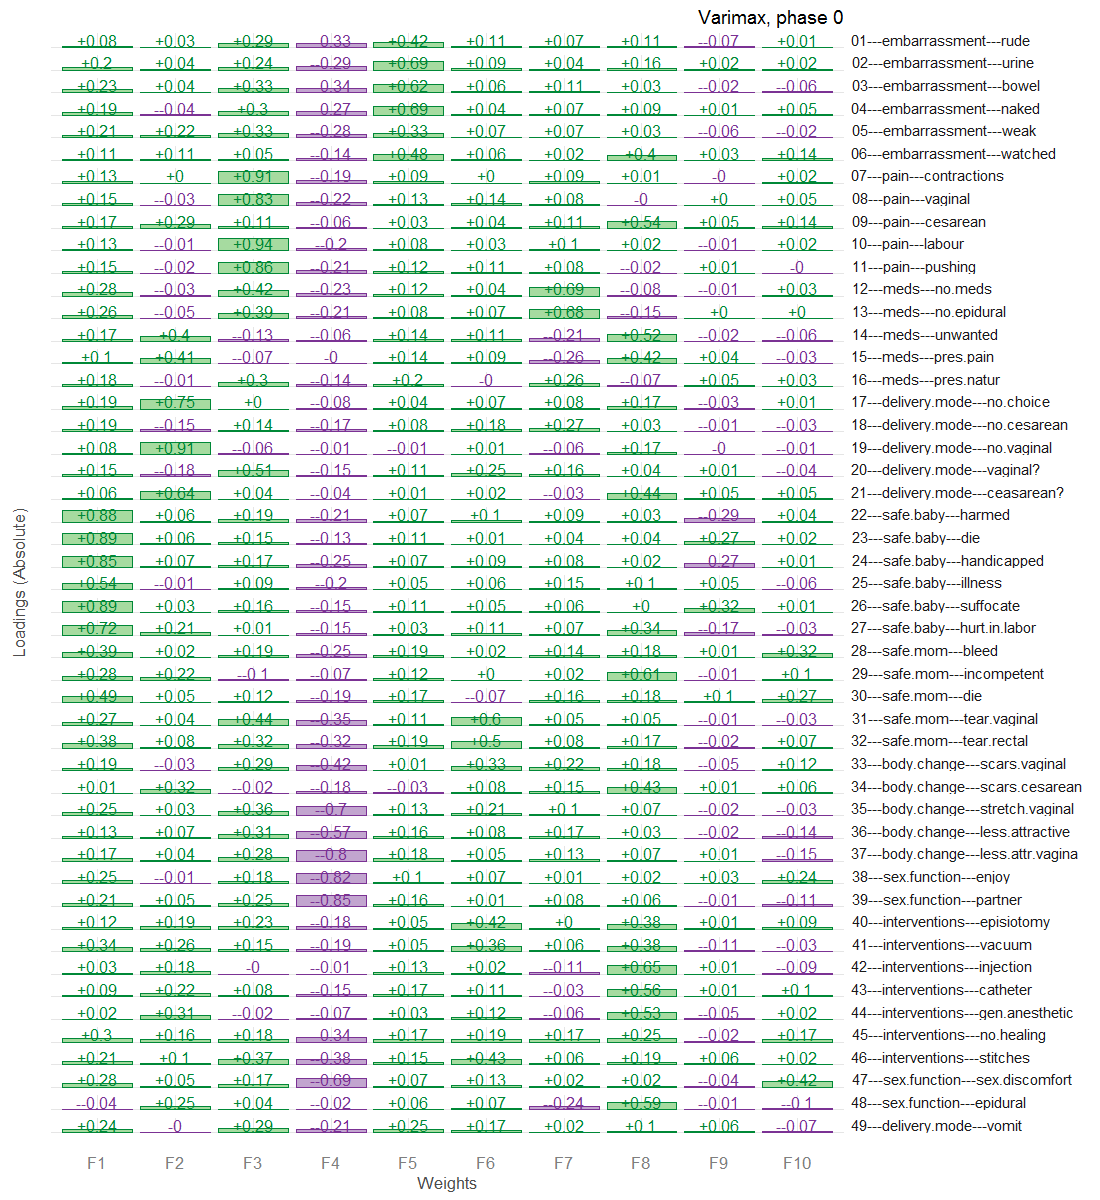 Varimax, phase 0
+0.08 +0.03 +0.29 --0.33 +0.42 +0.11 +0.07 +0.11 --0.07 +0.01 01---embarrassment---rude
+0.2 +0.04 +0.24 --0.29 +0.69 +0.09 +0.04 +0.16 +0.02 +0.02 02---embarrassment---urine
+0.23 +0.04 +0.33 --0.34 +0.62 +0.06 +0.11 +0.03 --0.02 --0.06 03---embarrassment---bowel
+0.19 --0.04 +0.3 --0.27 +0.69 +0.04 +0.07 +0.09 +0.01 +0.05 04---embarrassment---naked
+0.21 +0.22 +0.33 --0.28 +0.33 +0.07 +0.07 +0.03 --0.06 --0.02 05---embarrassment---weak
+0.11 +0.11 +0.05 --0.14 +0.48 +0.06 +0.02 +0.4 +0.03 +0.14 06---embarrassment---watched
+0.13 +0 +0.91 --0.19 +0.09 +0 +0.09 +0.01 -0 +0.02 07---pain---contractions
+0.15 --0.03 +0.83 --0.22 +0.13 +0.14 +0.08 -0 +0 +0.05 08---pain---vaginal
+0.17 +0.29 +0.11 --0.06 +0.03 +0.04 +0.11 +0.54 +0.05 +0.14 09---pain---cesarean
+0.13 --0.01 +0.94 --0.2 +0.08 +0.03 +0.1 +0.02 --0.01 +0.02 10---pain---labour
+0.15 --0.02 +0.86 --0.21 +0.12 +0.11 +0.08 --0.02 +0.01 -0 11---pain---pushing
+0.28 --0.03 +0.42 --0.23 +0.12 +0.04 +0.69 --0.08 --0.01 +0.03 12---meds---no.meds
+0.26 --0.05 +0.39 --0.21 +0.08 +0.07 +0.68 --0.15 +0 +0 13---meds---no.epidural
+0.17 +0.4 --0.13 --0.06 +0.14 +0.11 --0.21 +0.52 --0.02 --0.06 14---meds---unwanted
+0.1 +0.41 --0.07 -0 +0.14 +0.09 --0.26 +0.42 +0.04 --0.03 15---meds---pres.pain
+0.18 --0.01 +0.3 --0.14 +0.2 -0 +0.26 --0.07 +0.05 +0.03 16---meds---pres.natur
+0.19 +0.75 +0 --0.08 +0.04 +0.07 +0.08 +0.17 --0.03 +0.01 17---delivery.mode---no.choice
+0.19 --0.15 +0.14 --0.17 +0.08 +0.18 +0.27 +0.03 --0.01 --0.03 18---delivery.mode---no.cesarean
+0.08 +0.91 --0.06 --0.01 --0.01 +0.01 --0.06 +0.17 -0 --0.01 19---delivery.mode---no.vaginal
+0.15 --0.18 +0.51 --0.15 +0.11 +0.25 +0.16 +0.04 +0.01 --0.04 20---delivery.mode---vaginal?
+0.06 +0.64 +0.04 --0.04 +0.01 +0.02 --0.03 +0.44 +0.05 +0.05 21---delivery.mode---ceasarean?
+0.88 +0.06 +0.19 --0.21 +0.07 +0.1 +0.09 +0.03 --0.29 +0.04 22---safe.baby---harmed
+0.89 +0.06 +0.15 --0.13 +0.11 +0.01 +0.04 +0.04 +0.27 +0.02 23---safe.baby---die
+0.85 +0.07 +0.17 --0.25 +0.07 +0.09 +0.08 +0.02 --0.27 +0.01 24---safe.baby---handicapped
+0.54 --0.01 +0.09 --0.2 +0.05 +0.06 +0.15 +0.1 +0.05 --0.06 25---safe.baby---illness
+0.89 +0.03 +0.16 --0.15 +0.11 +0.05 +0.06 +0 +0.32 +0.01 26---safe.baby---suffocate
+0.72 +0.21 +0.01 --0.15 +0.03 +0.11 +0.07 +0.34 --0.17 --0.03 27---safe.baby---hurt.in.labor
+0.39 +0.02 +0.19 --0.25 +0.19 +0.02 +0.14 +0.18 +0.01 +0.32 28---safe.mom---bleed
+0.28 +0.22 --0.1 --0.07 +0.12 +0 +0.06 +0.61 --0.01 +0.1 29---safe.mom---incompetent
+0.49 +0.05 +0.12 --0.19 +0.17 --0.07 +0.16 +0.18 +0.1 +0.27 30---safe.mom---die
+0.27 +0.04 +0.44 --0.35 +0.11 +0.6 +0.05 +0.05 --0.01 --0.03 31---safe.mom---tear.vaginal
+0.38 +0.08 +0.32 --0.32 +0.19 +0.5 +0.08 +0.17 --0.02 +0.07 32---safe.mom---tear.rectal
+0.19 --0.03 +0.29 --0.42 +0.01 +0.33 +0.22 +0.18 --0.05 +0.12 33---body.change---scars.vaginal
+0.01 +0.32 --0.02 --0.18 --0.03 +0.08 +0.15 +0.43 +0.01 +0.06 34---body.change---scars.cesarean
+0.25 +0.03 +0.36 --0.7 +0.13 +0.21 +0.1 +0.07 --0.02 --0.03 35---body.change---stretch.vaginal
+0.13 +0.07 +0.31 --0.57 +0.16 +0.08 +0.17 +0.03 --0.02 --0.14 36---body.change---less.attractive
+0.17 +0.04 +0.28 --0.8 +0.18 +0.05 +0.13 +0.07 +0.01 --0.15 37---body.change---less.attr.vagina
+0.25 --0.01 +0.18 --0.82 +0.1 +0.07 +0.01 +0.02 +0.03 +0.24 38---sex.function---enjoy
+0.21 +0.05 +0.25 --0.85 +0.16 +0.01 +0.08 +0.06 --0.01 --0.11 39---sex.function---partner
+0.12 +0.19 +0.23 --0.18 +0.05 +0.42 +0 +0.38 +0.01 +0.09 40---interventions---episiotomy
+0.34 +0.26 +0.15 --0.19 +0.05 +0.36 +0.06 +0.38 --0.11 --0.03 41---interventions---vacuum
+0.03 +0.18 -0 --0.01 +0.13 +0.02 --0.11 +0.65 +0.01 --0.09 42---interventions---injection
+0.09 +0.22 +0.08 --0.15 +0.17 +0.11 --0.03 +0.56 +0.01 +0.1 43---interventions---catheter
+0.02 +0.31 --0.02 --0.07 +0.03 +0.12 --0.06 +0.53 --0.05 +0.02 44---interventions---gen.anesthetic
+0.3 +0.16 +0.18 --0.34 +0.17 +0.19 +0.17 +0.25 --0.02 +0.17 45---interventions---no.healing
+0.21 +0.1 +0.37 --0.38 +0.15 +0.43 +0.06 +0.19 +0.06 +0.02 46---interventions---stitches
+0.28 +0.05 +0.17 --0.69 +0.07 +0.13 +0.02 +0.02 --0.04 +0.42 47---sex.function---sex.discomfort
--0.04 +0.25 +0.04 --0.02 +0.06 +0.07 --0.24 +0.59 --0.01 --0.1 48---sex.function---epidural
+0.24 -0 +0.29 --0.21 +0.25 +0.17 +0.02 +0.1 +0.06 --0.07 49---delivery.mode---vomit
F1 F2 F3 F4 F5 F6 F7 F8 F9 F10
Weights
Loadings (Absolute)